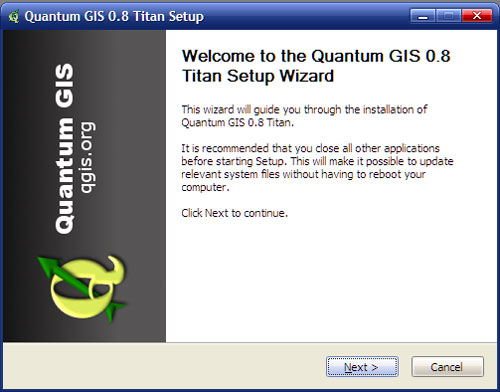 Quantum GIS 0.8 Titan Setup
Quantum GIS
qgis.org
Welcome to the Quantum GIS 0.8
Titan Setup Wizard
This wizard will guide you through the installation of
Quantum GIS 0.8 Titan.
It is recommended that you close all other applications
before starting Setup. This will make it possible to update
relevant system files without having to reboot your
computer.
Click Next to continue.
Next >
Cancel